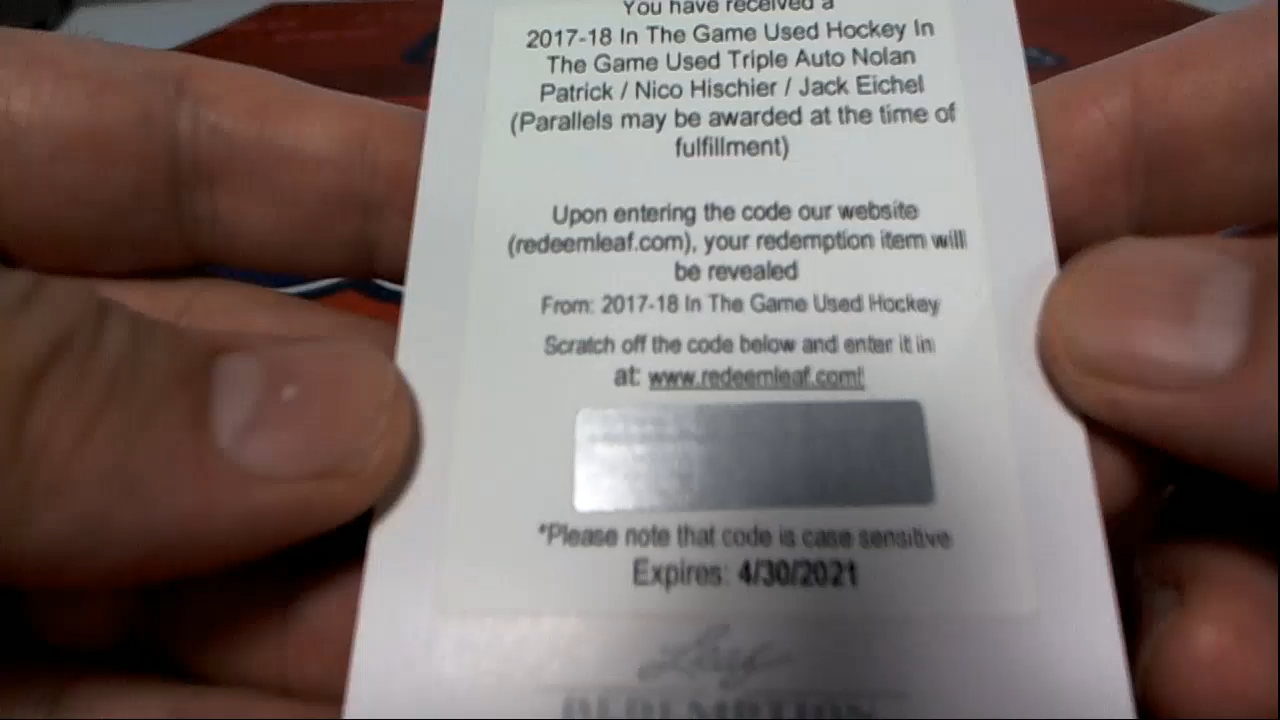 You have received a
2017-18 In The Game Used Hockey In
The Game Used Triple Auto Nolan
Patrick / Nico Hischier / Jack Eichel
(Parallels may be awarded at the time of
fulfillment)
Upon entering the code our website
(redeemleaf.com), your redemption item will
be revealed
From: 2017-18 In The Game Used Hockey
Scratch off the code below and enter it in
at: www.redeemleaf.com!
*Please note that code is case sensitive
Expires: 4/30/2021
Leaf
REDEMPTION